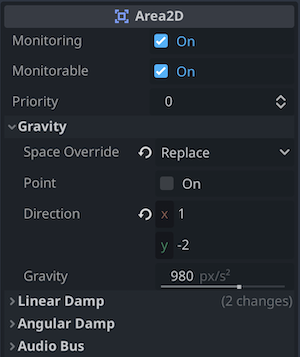 Area2D
Monitoring On
Monitorable On
Priority 0
Gravity
Space Override Replace
Point On
Direction x 1
y -2
Gravity 980 px/s²
Linear Damp (2 changes)
Angular Damp
Audio Bus